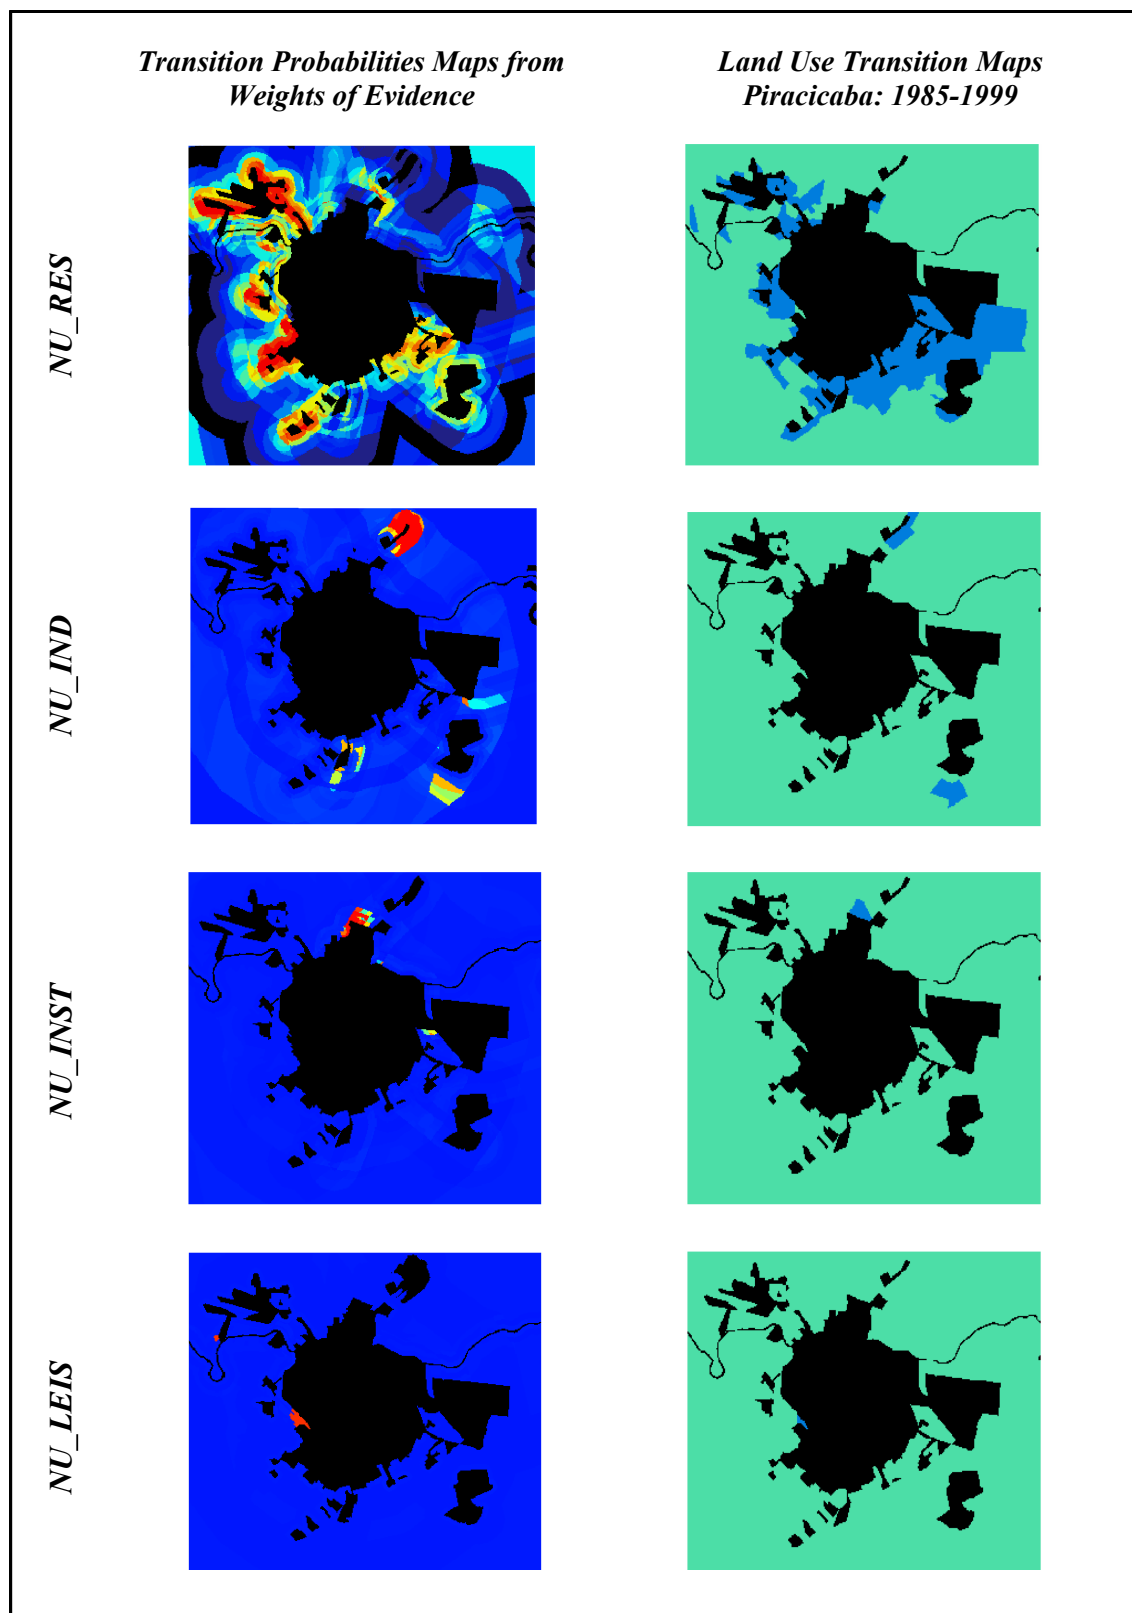 Transition Probabilities Maps from
Weights of Evidence
Land Use Transition Maps
Piracicaba: 1985-1999
NU_RES
NU_IND
NU_INST
NU_LEIS